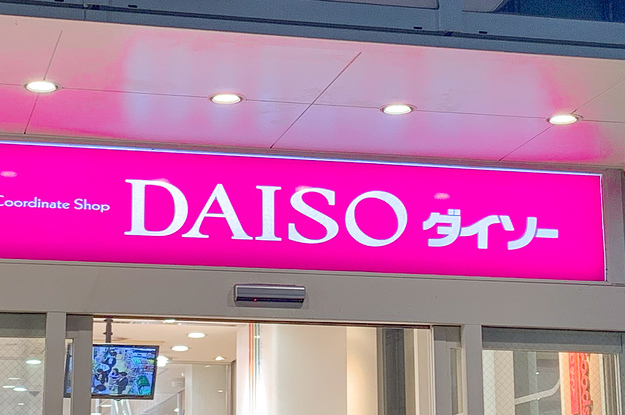 Coordinate Shop DAISO ダイソー